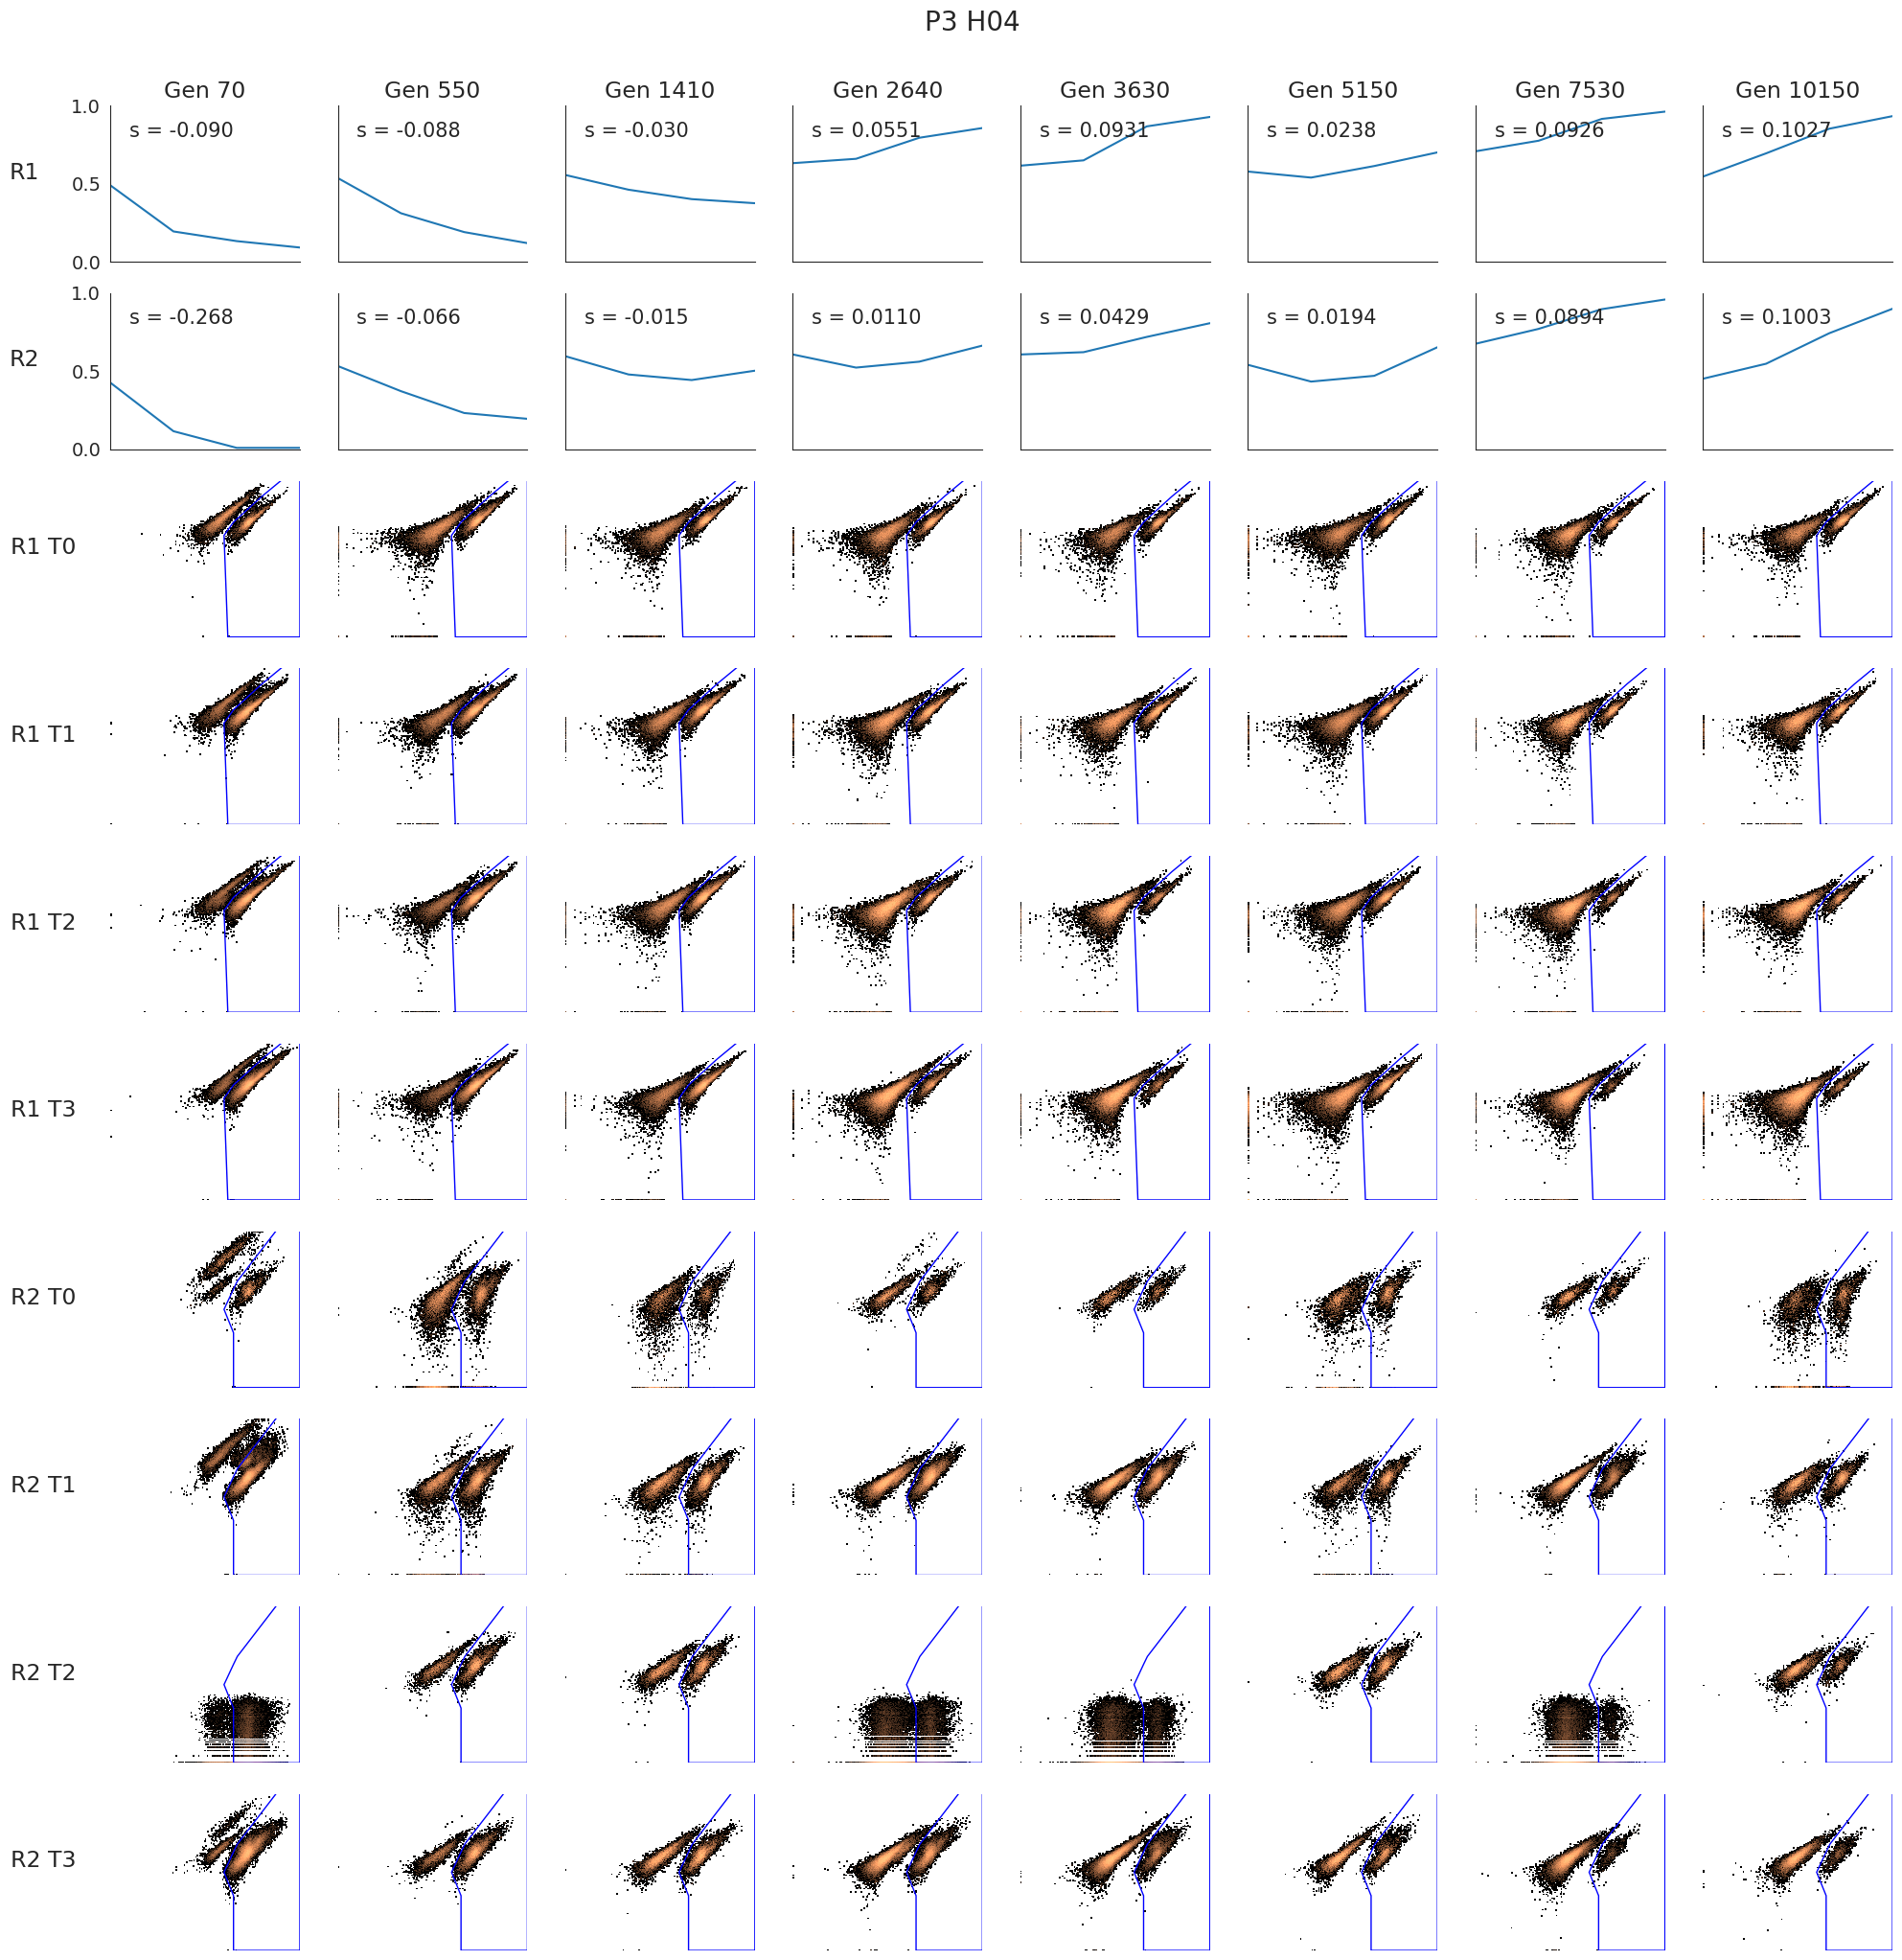 P3 H04
Gen 70 Gen 550 Gen 1410 Gen 2640 Gen 3630 Gen 5150 Gen 7530 Gen 10150
1.0
s = -0.090 s = -0.088 s = -0.030 s = 0.0551 s = 0.0931 s = 0.0238 s = 0.0926 s = 0.1027
R1
0.5
0.0
1.0
s = -0.268 s = -0.066 s = -0.015 s = 0.0110 s = 0.0429 s = 0.0194 s = 0.0894 s = 0.1003
R2
0.5
0.0
R1 T0
R1 T1
R1 T2
R1 T3
R2 T0
R2 T1
R2 T2
R2 T3